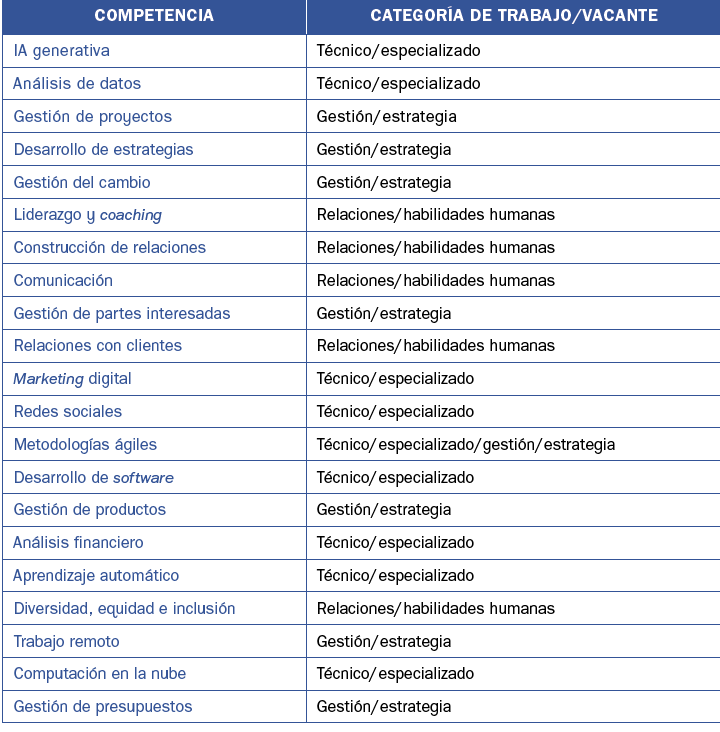 COMPETENCIA CATEGORÍA DE TRABAJO/VACANTE
IA generativa Técnico/especializado
Análisis de datos Técnico/especializado
Gestión de proyectos Gestión/estrategia
Desarrollo de estrategias Gestión/estrategia
Gestión del cambio Gestión/estrategia
Liderazgo y coaching Relaciones/habilidades humanas
Construcción de relaciones Relaciones/habilidades humanas
Comunicación Relaciones/habilidades humanas
Gestión de partes interesadas Gestión/estrategia
Relaciones con clientes Relaciones/habilidades humanas
Marketing digital Técnico/especializado
Redes sociales Técnico/especializado
Metodologías ágiles Técnico/especializado/gestión/estrategia
Desarrollo de software Técnico/especializado
Gestión de productos Gestión/estrategia
Análisis financiero Técnico/especializado
Aprendizaje automático Técnico/especializado
Diversidad, equidad e inclusión Relaciones/habilidades humanas
Trabajo remoto Gestión/estrategia
Computación en la nube Técnico/especializado
Gestión de presupuestos Gestión/estrategia